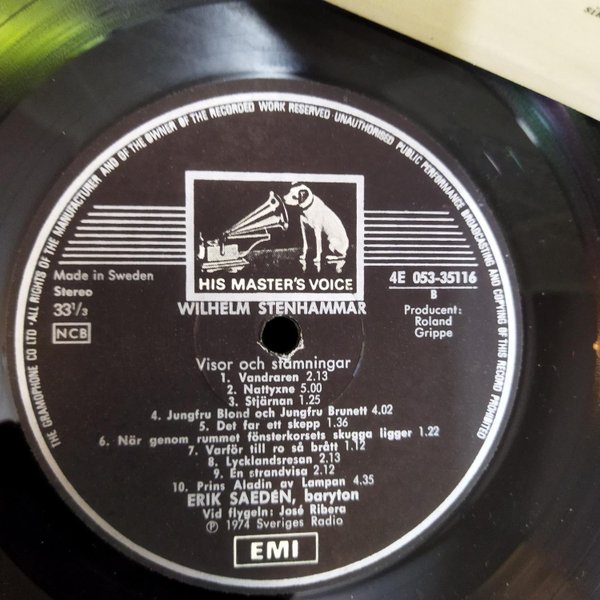 THE GRAMOPHONE CO LTD · ALL RIGHTS OF THE MANUFACTURER AND OF THE OWNER OF THE RECORDED WORK RESERVED · UNAUTHORISED PUBLIC PERFORMANCE BROADCASTING AND COPYING OF THIS RECORD PROHIBITED
HIS MASTER'S VOICE
Made in Sweden
Stereo
33 1/3
NCB
4E 053-35116
B
Producent:
Roland
Grippe
WILHELM STENHAMMAR
Visor och stämningar
1. Vandraren 2.13
2. Nattyxne 5.00
3. Stjärnan 1.25
4. Jungfru Blond och Jungfru Brunett 4.02
5. Det far ett skepp 1.36
6. När genom rummet fönsterkorsets skugga ligger 1.22
7. Varför till ro så brått 1.12
8. Lycklandsresan 2.13
9. En strandvisa 2.12
10. Prins Aladin av Lampan 4.35
ERIK SAEDÉN, baryton
Vid flygeln: José Ribera
℗ 1974 Sveriges Radio
EMI